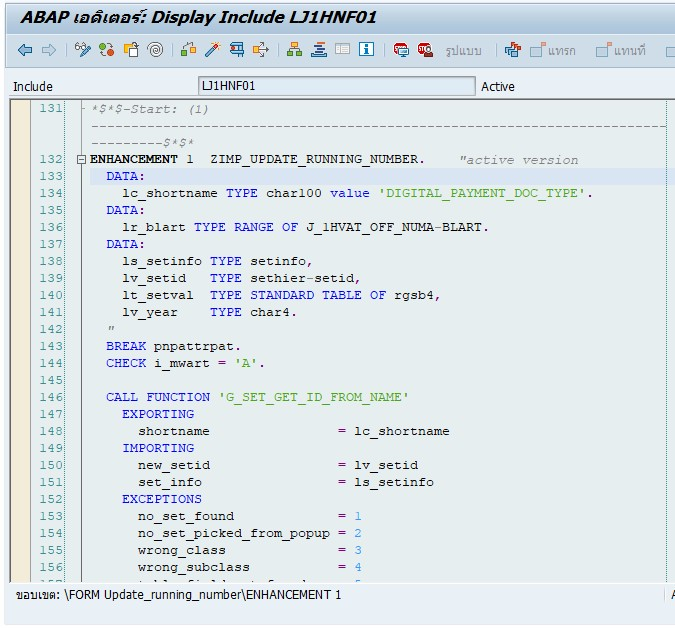 ABAP เอดิเตอร์: Display Include LJ1HNF01
รูปแบบ แทรก แทนที่
Include LJ1HNF01 Active
131 *$*$-Start: (1)
--------------------------------------------------------------------------------
---------$*$*
132 ENHANCEMENT 1 ZIMP_UPDATE_RUNNING_NUMBER. "active version
133 DATA:
134 lc_shortname TYPE char100 value 'DIGITAL_PAYMENT_DOC_TYPE'.
135 DATA:
136 lr_blart TYPE RANGE OF J_1HVAT_OFF_NUMA-BLART.
137 DATA:
138 ls_setinfo TYPE setinfo,
139 lv_setid TYPE sethier-setid,
140 lt_setval TYPE STANDARD TABLE OF rgsb4,
141 lv_year TYPE char4.
142 "
143 BREAK pnpattrpat.
144 CHECK i_mwart = 'A'.
145
146 CALL FUNCTION 'G_SET_GET_ID_FROM_NAME'
147 EXPORTING
148 shortname = lc_shortname
149 IMPORTING
150 new_setid = lv_setid
151 set_info = ls_setinfo
152 EXCEPTIONS
153 no_set_found = 1
154 no_set_picked_from_popup = 2
155 wrong_class = 3
156 wrong_subclass = 4
ขอบเขต: \FORM Update_running_number\ENHANCEMENT 1